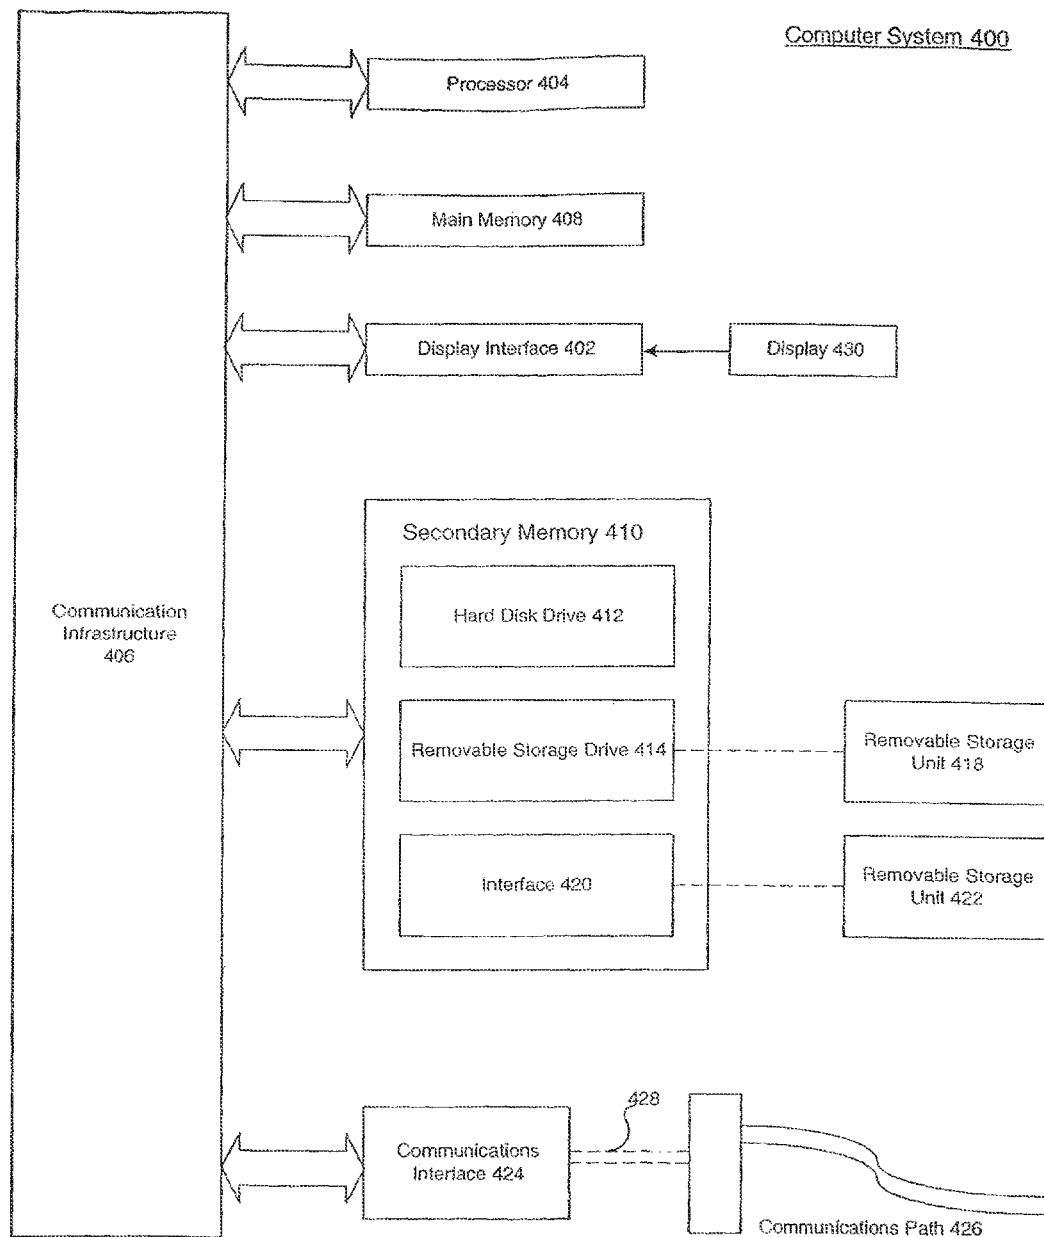 Computer System 400
Processor 404
Main Memory 408
Display Interface 402
Display 430
Secondary Memory 410
Hard Disk Drive 412
Communication
Infrastructure
406
Removable Storage Drive 414
Removable Storage
Unit 418
Interface 420
Removable Storage
Unit 422
428
Communications
Interface 424
Communications Path 426